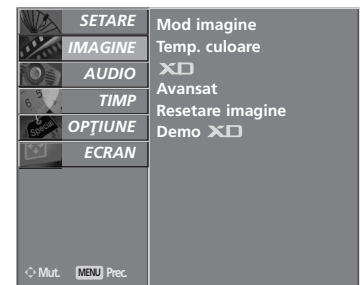 SETARE
IMAGINE
AUDIO
TIMP
Special
OPŢIUNE
ECRAN
Mut. MENU Prec.
Mod imagine
Temp. culoare
XD
Avansat
Resetare imagine
Demo XD